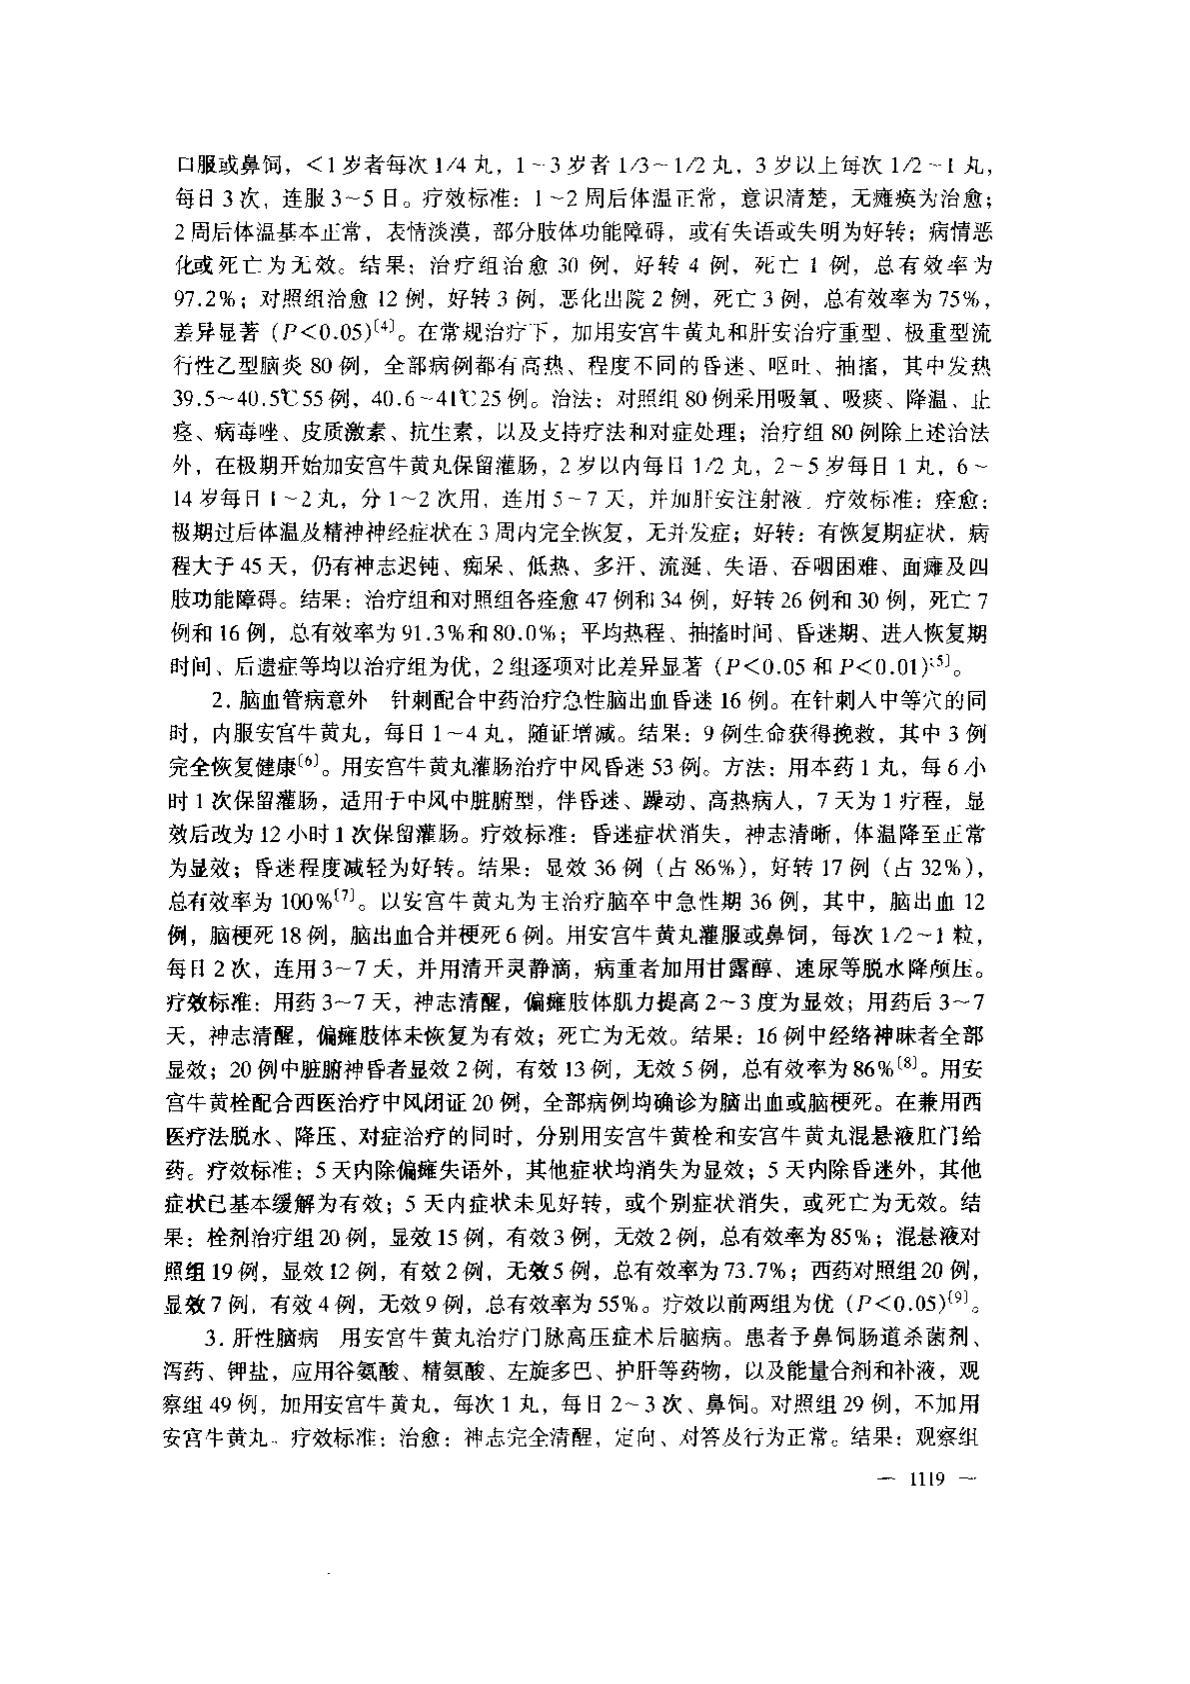 口服或鼻饲，<1岁者每次1/4丸，1～3岁者1/3～1/2丸，3岁以上每次1/2～1丸，
每日3次，连服3～5日。疗效标准：1～2周后体温正常，意识清楚，无瘫痪为治愈；
2周后体温基本正常，表情淡漠，部分肢体功能障碍，或有失语或失明为好转；病情恶
化或死亡为无效。结果：治疗组治愈30例，好转4例，死亡1例，总有效率为
97.2%；对照组治愈12例，好转3例，恶化出院2例，死亡3例，总有效率为75%，
差异显著（P<0.05）〔4〕。在常规治疗下，加用安宫牛黄丸和肝安治疗重型、极重型流
行性乙型脑炎80例，全部病例都有高热、程度不同的昏迷、呕吐、抽搐，其中发热
39.5～40.5℃55例，40.6～41℃25例。治法：对照组80例采用吸氧、吸痰、降温、止
痉、病毒唑、皮质激素、抗生素，以及支持疗法和对症处理；治疗组80例除上述治法
外，在极期开始加安宫牛黄丸保留灌肠，2岁以内每日1/2丸，2～5岁每日1丸，6～
14岁每日1～2丸，分1～2次用，连用5～7天，并加肝安注射液。疗效标准：痊愈：
极期过后体温及精神神经症状在3周内完全恢复，无并发症；好转：有恢复期症状，病
程大于45天，仍有神志迟钝、痴呆、低热、多汗、流涎、失语、吞咽困难、面瘫及四
肢功能障碍。结果：治疗组和对照组各痊愈47例和34例，好转26例和30例，死亡7
例和16例，总有效率为91.3%和80.0%；平均热程、抽搐时间、昏迷期、进人恢复期
时间、后遗症等均以治疗组为优，2组逐项对比差异显著（P<0.05和P<0.01）〔5〕。
2. 脑血管病意外　针刺配合中药治疗急性脑出血昏迷16例。在针刺人中等穴的同
时，内服安宫牛黄丸，每日1～4丸，随证增减。结果：9例生命获得挽救，其中3例
完全恢复健康〔6〕。用安宫牛黄丸灌肠治疗中风昏迷53例。方法：用本药1丸，每6小
时1次保留灌肠，适用于中风中脏腑型，伴昏迷、躁动、高热病人，7天为1疗程，显
效后改为12小时1次保留灌肠。疗效标准：昏迷症状消失，神志清晰，体温降至正常
为显效；昏迷程度减轻为好转。结果：显效36例（占86%），好转17例（占32%），
总有效率为100%〔7〕。以安宫牛黄丸为主治疗脑卒中急性期36例，其中，脑出血12
例，脑梗死18例，脑出血合并梗死6例。用安宫牛黄丸灌服或鼻饲，每次1/2～1粒，
每日2次，连用3～7天，并用清开灵静滴，病重者加用甘露醇、速尿等脱水降颅压。
疗效标准：用药3～7天，神志清醒，偏瘫肢体肌力提高2～3度为显效；用药后3～7
天，神志清醒，偏瘫肢体未恢复为有效；死亡为无效。结果：16例中经络神昧者全部
显效；20例中脏腑神昏者显效2例，有效13例，无效5例，总有效率为86%〔8〕。用安
宫牛黄栓配合西医治疗中风闭证20例，全部病例均确诊为脑出血或脑梗死。在兼用西
医疗法脱水、降压、对症治疗的同时，分别用安宫牛黄栓和安宫牛黄丸混悬液肛门给
药。疗效标准：5天内除偏瘫失语外，其他症状均消失为显效；5天内除昏迷外，其他
症状已基本缓解为有效；5天内症状未见好转，或个别症状消失，或死亡为无效。结
果：栓剂治疗组20例，显效15例，有效3例，无效2例，总有效率为85%；混悬液对
照组19例，显效12例，有效2例，无效5例，总有效率为73.7%；西药对照组20例，
显效7例，有效4例，无效9例，总有效率为55%。疗效以前两组为优（P<0.05）〔9〕。
3. 肝性脑病　用安宫牛黄丸治疗门脉高压症术后脑病。患者予鼻饲肠道杀菌剂、
泻药、钾盐，应用谷氨酸、精氨酸、左旋多巴、护肝等药物，以及能量合剂和补液，观
察组49例，加用安宫牛黄丸，每次1丸，每日2～3次、鼻饲。对照组29例，不加用
安宫牛黄丸。疗效标准：治愈：神志完全清醒，定向、对答及行为正常。结果：观察组
— 1119 —